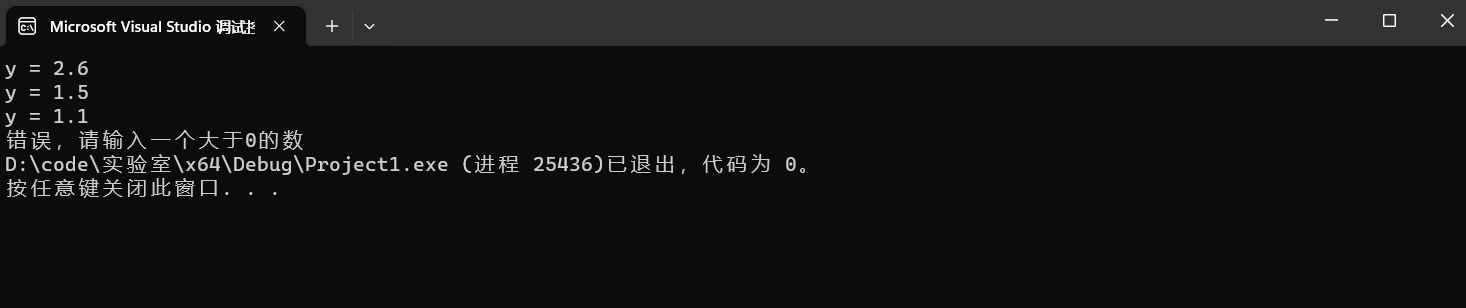 Microsoft Visual Studio 调试
y = 2.6
y = 1.5
y = 1.1
错误，请输入一个大于0的数
D:\code\实验室\x64\Debug\Project1.exe (进程 25436)已退出，代码为 0。
按任意键关闭此窗口. . .